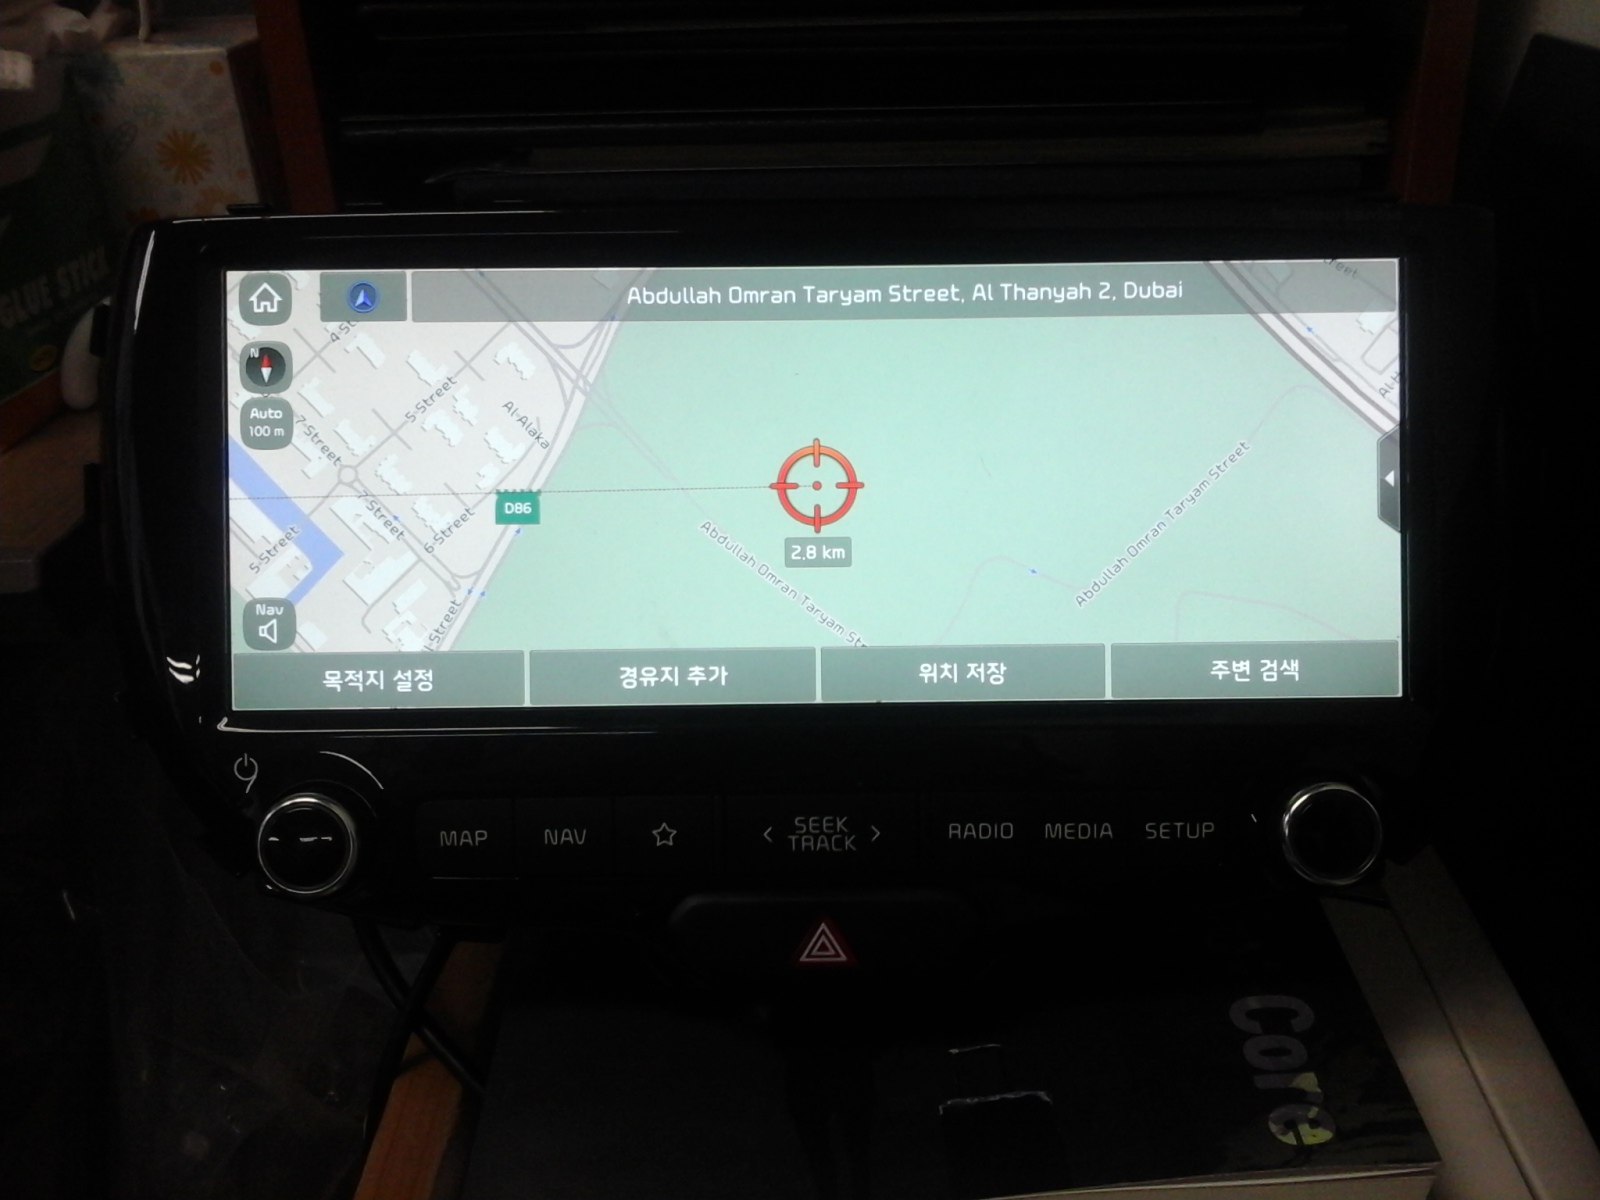 GLUE STICK
Abdullah Omran Taryam Street, Al Thanyah 2, Dubai
N
Auto
100 m
4-St
5-Street
Al-Alaka
7-Street
D86
7-Street
6-Street
5-Street
Street
Abdullah Omran Taryam Str
Abdullah Omran Taryam Street
Al-H
2.8 km
Nav
목적지 설정
경유지 추가
위치 저장
주변 검색
MAP
NAV
SEEK
TRACK
RADIO
MEDIA
SETUP
Core